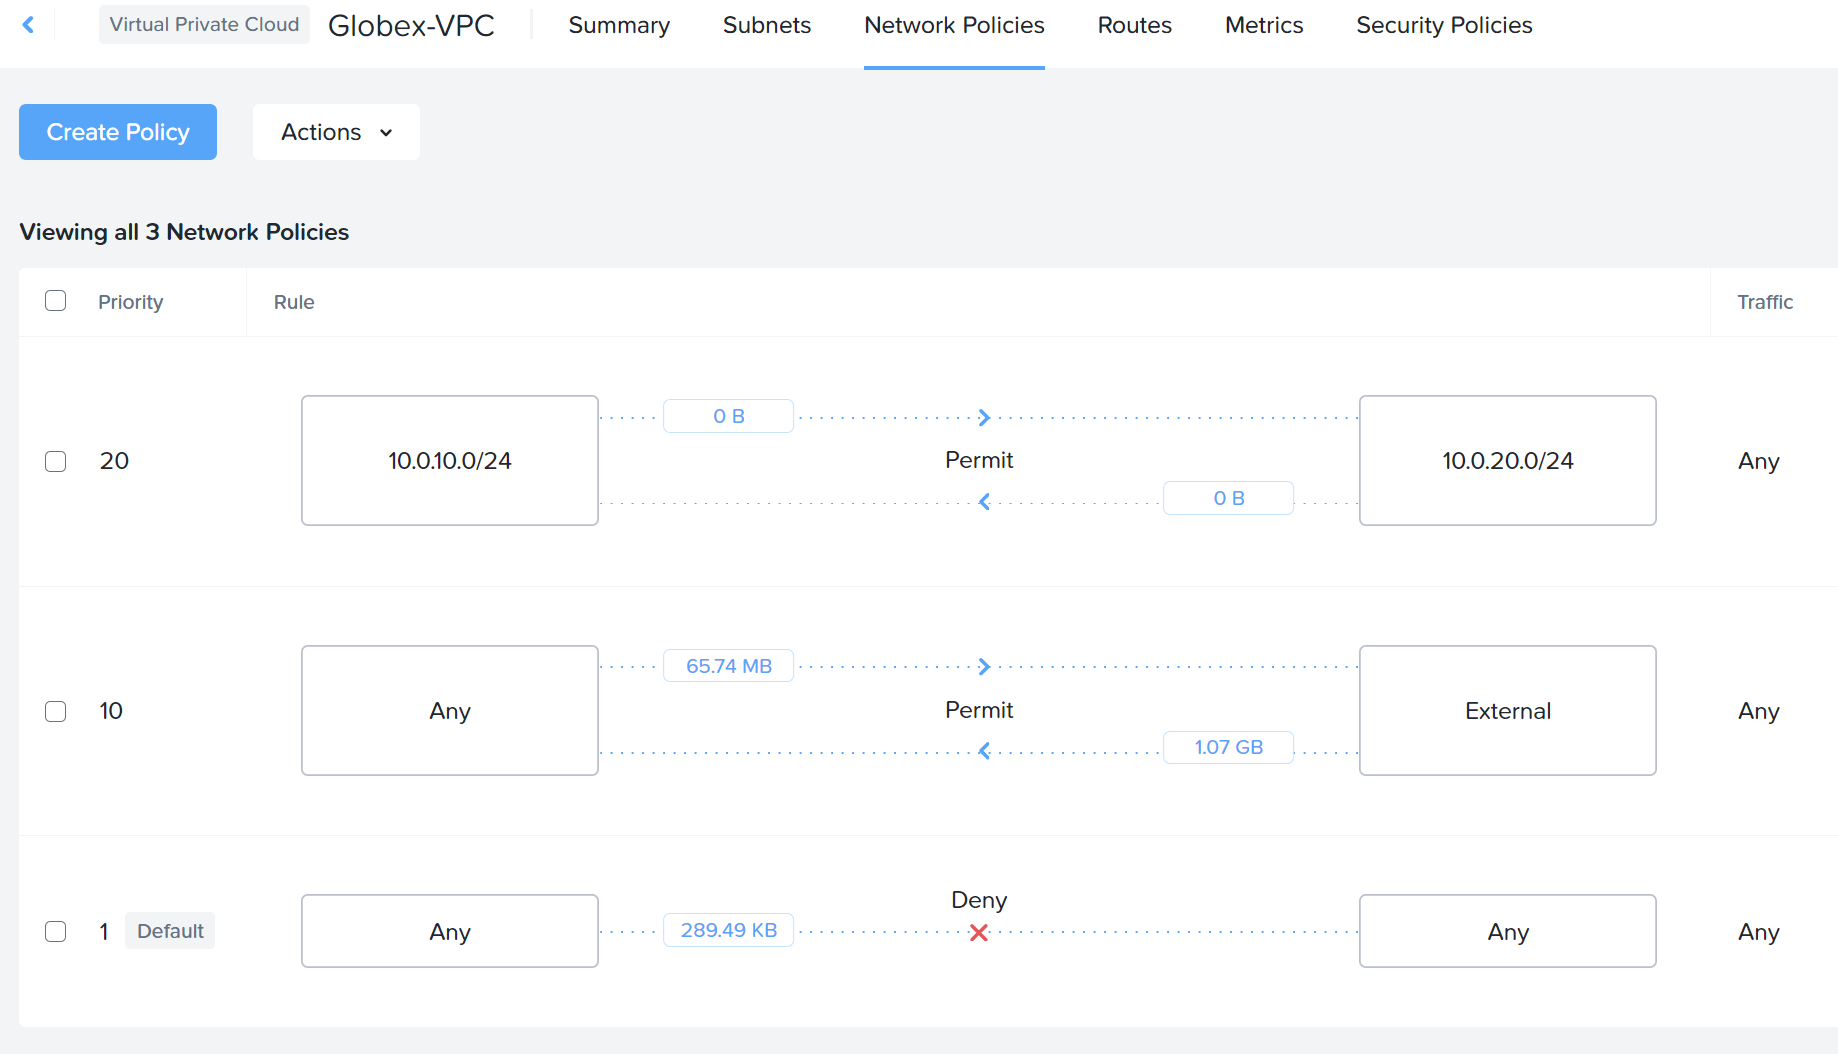 Virtual Private Cloud Globex-VPC Summary Subnets Network Policies Routes Metrics Security Policies
Create Policy Actions
Viewing all 3 Network Policies
Priority Rule Traffic
0 B
20 10.0.10.0/24 Permit 10.0.20.0/24 Any
0 B
65.74 MB
10 Any Permit External Any
1.07 GB
Deny
1 Default Any 289.49 KB Any Any